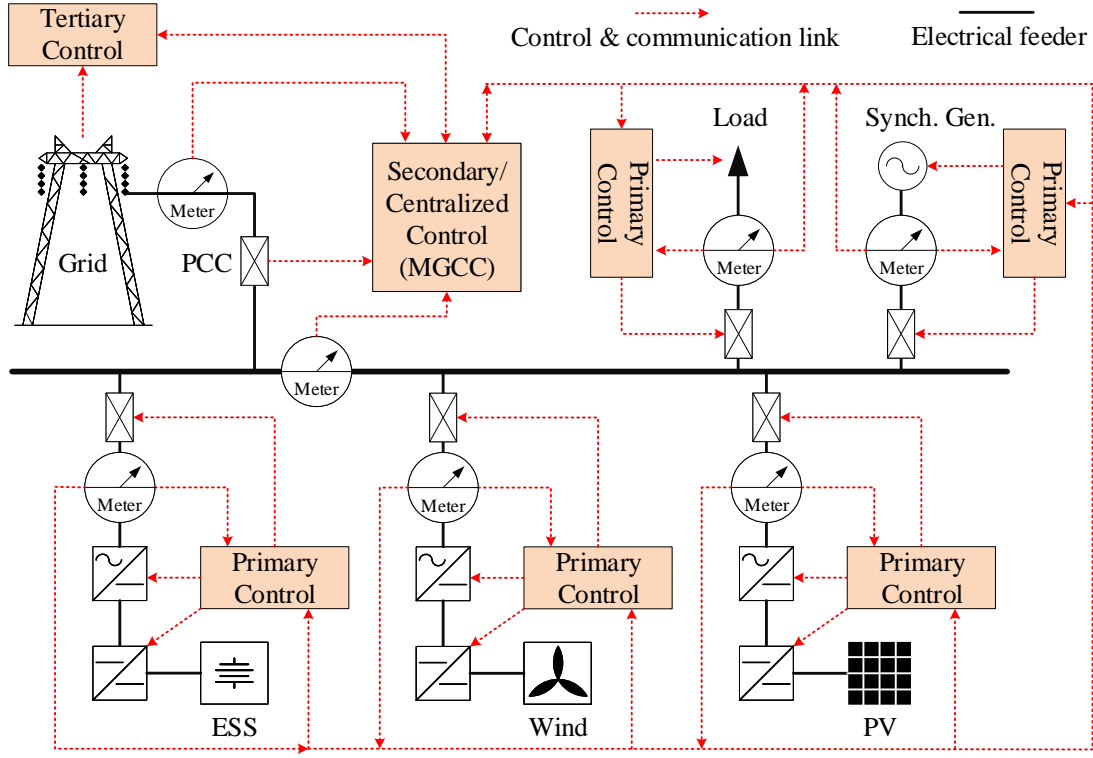 Tertiary
Control
Control & communication link
Electrical feeder
Load
Synch. Gen.
Secondary/
Centralized
Control
(MGCC)
Primary
Control
Primary
Control
Meter
Grid
PCC
Meter
Meter
Meter
Meter
Meter
Meter
Primary
Control
Primary
Control
Primary
Control
ESS
Wind
PV